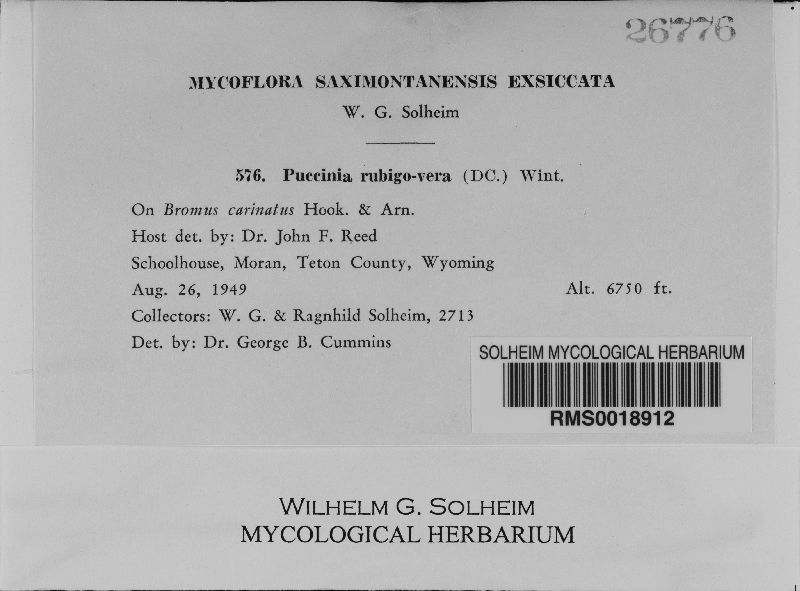 26776
MYCOFLORA SAXIMONTANENSIS EXSICCATA
W. G. Solheim
576. Puccinia rubigo-vera (DC.) Wint.
On Bromus carinatus Hook. & Arn.
Host det. by: Dr. John F. Reed
Schoolhouse, Moran, Teton County, Wyoming
Aug. 26, 1949 Alt. 6750 ft.
Collectors: W. G. & Ragnhild Solheim, 2713
Det. by: Dr. George B. Cummins
SOLHEIM MYCOLOGICAL HERBARIUM
RMS0018912
WILHELM G. SOLHEIM
MYCOLOGICAL HERBARIUM